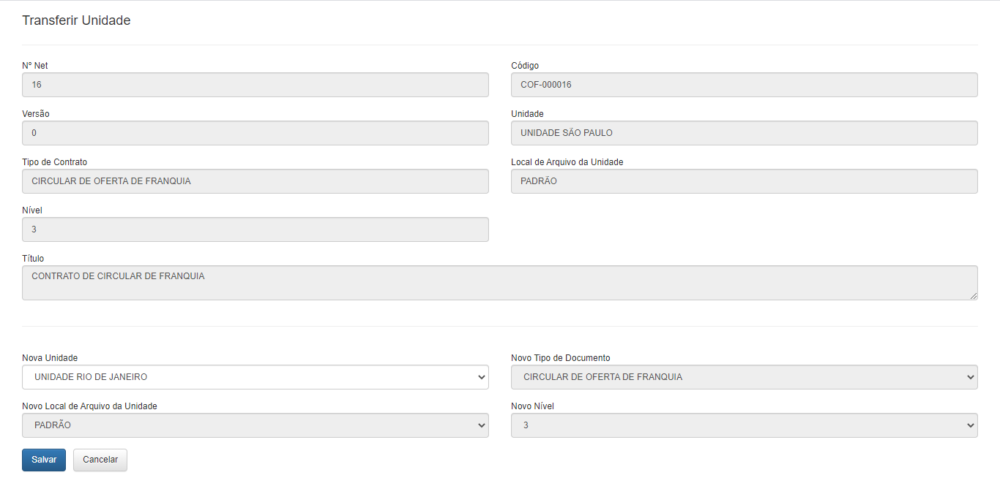 Transferir Unidade
Nº Net
Código
16
COF-000016
Versão
Unidade
0
UNIDADE SÃO PAULO
Tipo de Contrato
Local de Arquivo da Unidade
CIRCULAR DE OFERTA DE FRANQUIA
PADRÃO
Nível
3
Título
CONTRATO DE CIRCULAR DE FRANQUIA
Nova Unidade
Novo Tipo de Documento
UNIDADE RIO DE JANEIRO
CIRCULAR DE OFERTA DE FRANQUIA
Novo Local de Arquivo da Unidade
Novo Nível
PADRÃO
3
Salvar
Cancelar